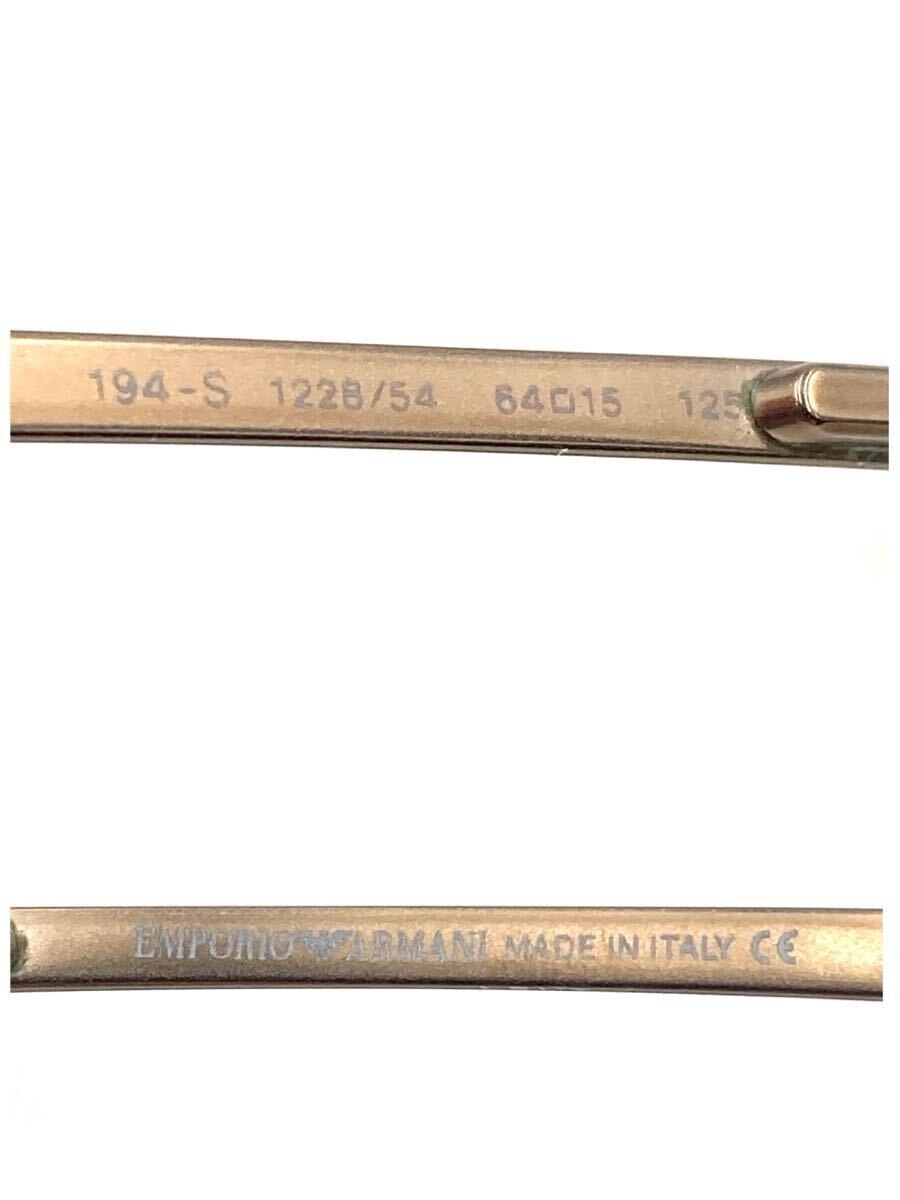 194-S 1228/54 64□15 125
EMPORIO ARMANI MADE IN ITALY CE